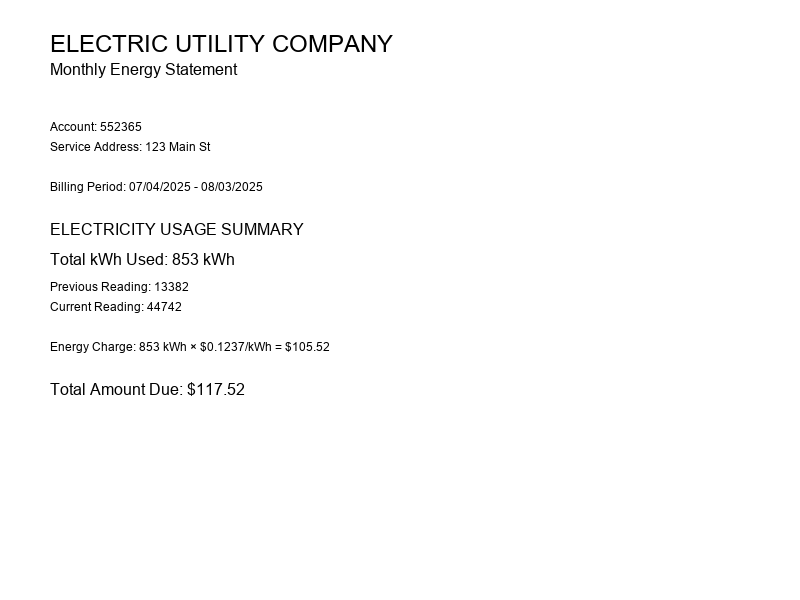 ELECTRIC UTILITY COMPANY
Monthly Energy Statement
Account: 552365
Service Address: 123 Main St
Billing Period: 07/04/2025 - 08/03/2025
ELECTRICITY USAGE SUMMARY
Total kWh Used: 853 kWh
Previous Reading: 13382
Current Reading: 44742
Energy Charge: 853 kWh × $0.1237/kWh = $105.52
Total Amount Due: $117.52